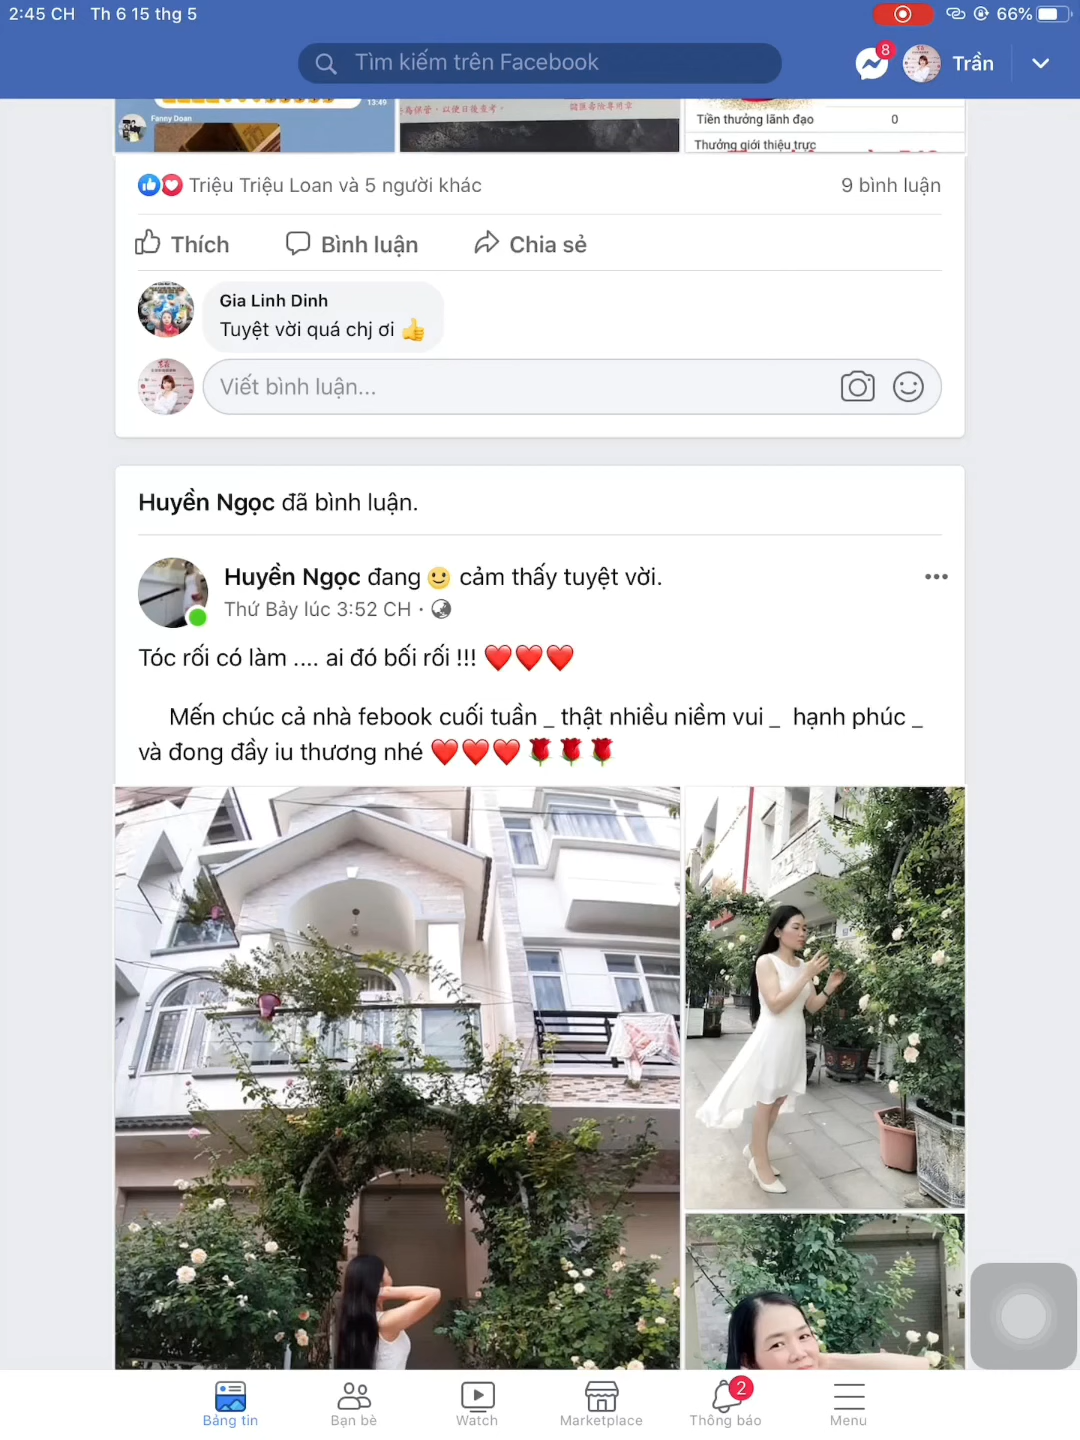 2:45 CH Th 6 15 thg 5
66%
Tìm kiếm trên Facebook
8
Trần
13:49
Fanny Doan
Tiền thưởng lãnh đạo 0
Thưởng giới thiệu trực
Triệu Triệu Loan và 5 người khác
9 bình luận
Thích
Bình luận
Chia sẻ
Gia Linh Dinh
Tuyệt vời quá chị ơi 👍
Viết bình luận...
Huyền Ngọc đã bình luận.
Huyền Ngọc đang 🙂 cảm thấy tuyệt vời.
Thứ Bảy lúc 3:52 CH ·
Tóc rối có làm .... ai đó bối rối !!! ❤️❤️❤️
Mến chúc cả nhà febook cuối tuần _ thật nhiều niềm vui _ hạnh phúc _
và đong đầy iu thương nhé ❤️❤️❤️🌹🌹🌹
2
Bảng tin
Bạn bè
Watch
Marketplace
Thông báo
Menu